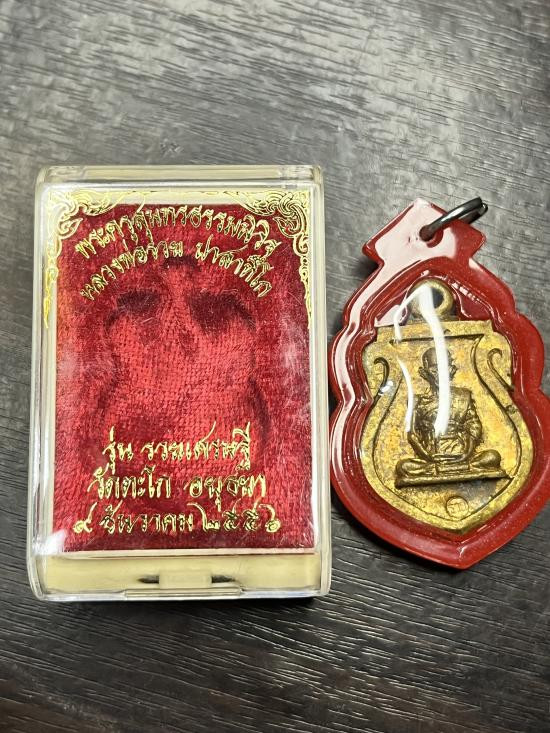 พระครูสุนทรธรรมนิวิฐ
หลวงพ่อรวย ปาสาทิโก
รุ่น รวยเศรษฐี
วัดตะโก อยุธยา
๙ ธันวาคม ๒๕๕๖